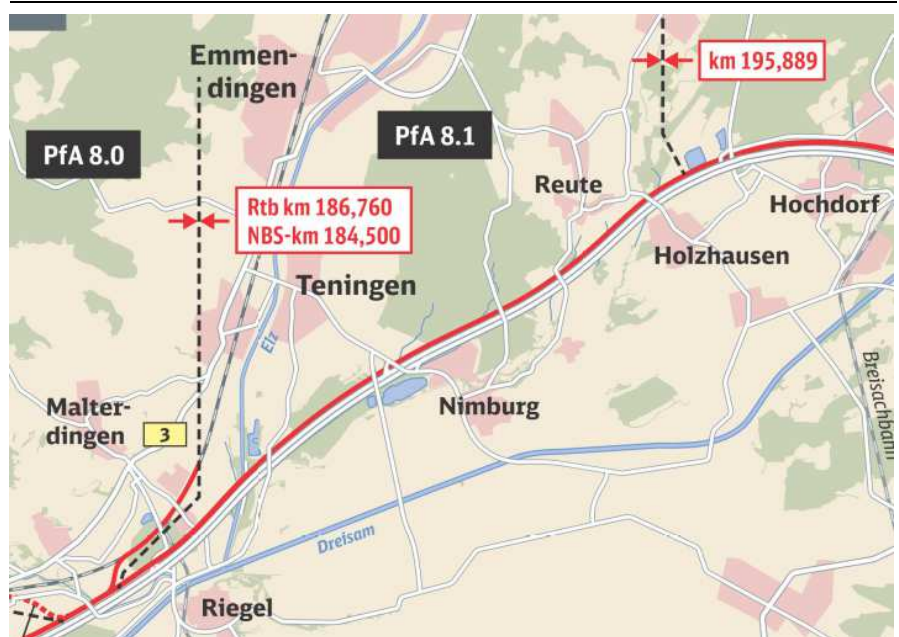 Emmen-
dingen
km 195,889
PfA 8.0
PfA 8.1
Reute
Rtb km 186,760
NBS-km 184,500
Hochdorf
Holzhausen
Teningen
Elz
Breisachbahn
Malter-
dingen
3
Nimburg
Dreisam
Riegel